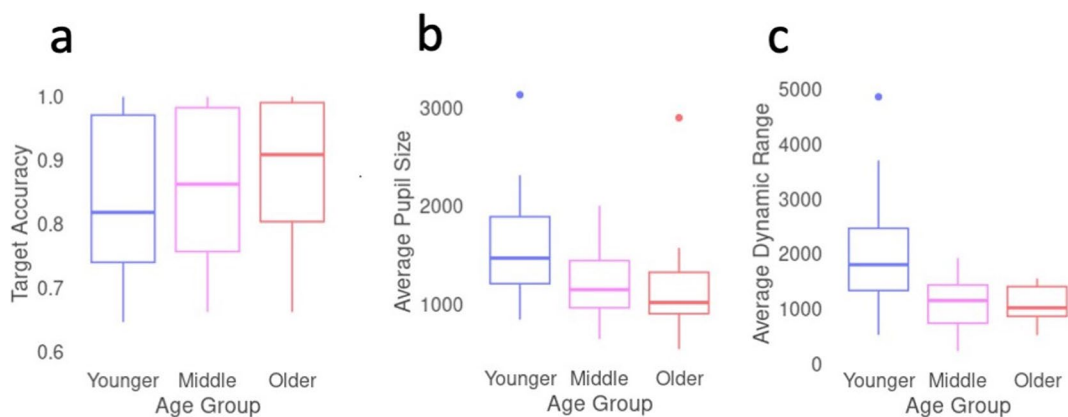 a
Target Accuracy
1.0
0.9
0.8
0.7
0.6
Younger Middle Older
Age Group
b
Average Pupil Size
3000
2000
1000
Younger Middle Older
Age Group
c
Average Dynamic Range
5000
4000
3000
2000
1000
0
Younger Middle Older
Age Group